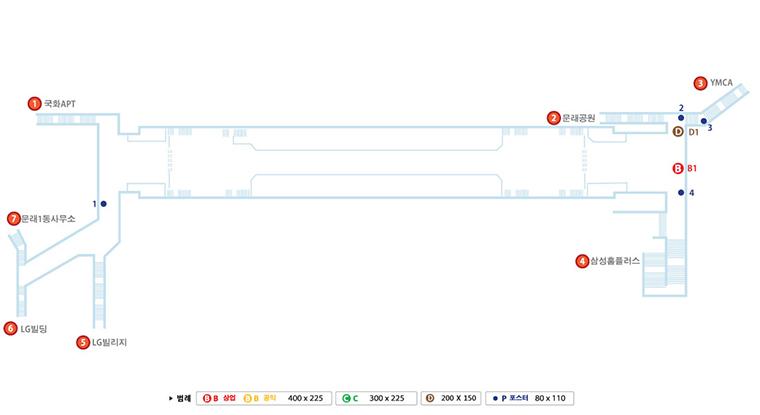 3 YMCA
1 국화APT
2 문래공원
2
3
D D1
B B1
1
4
7 문래1동사무소
4 삼성홈플러스
6 LG빌딩
5 LG빌리지
▶ 범례 B B 상업 B B 공익 400 x 225 C C 300 x 225 D 200 X 150 ● P 포스터 80 x 110